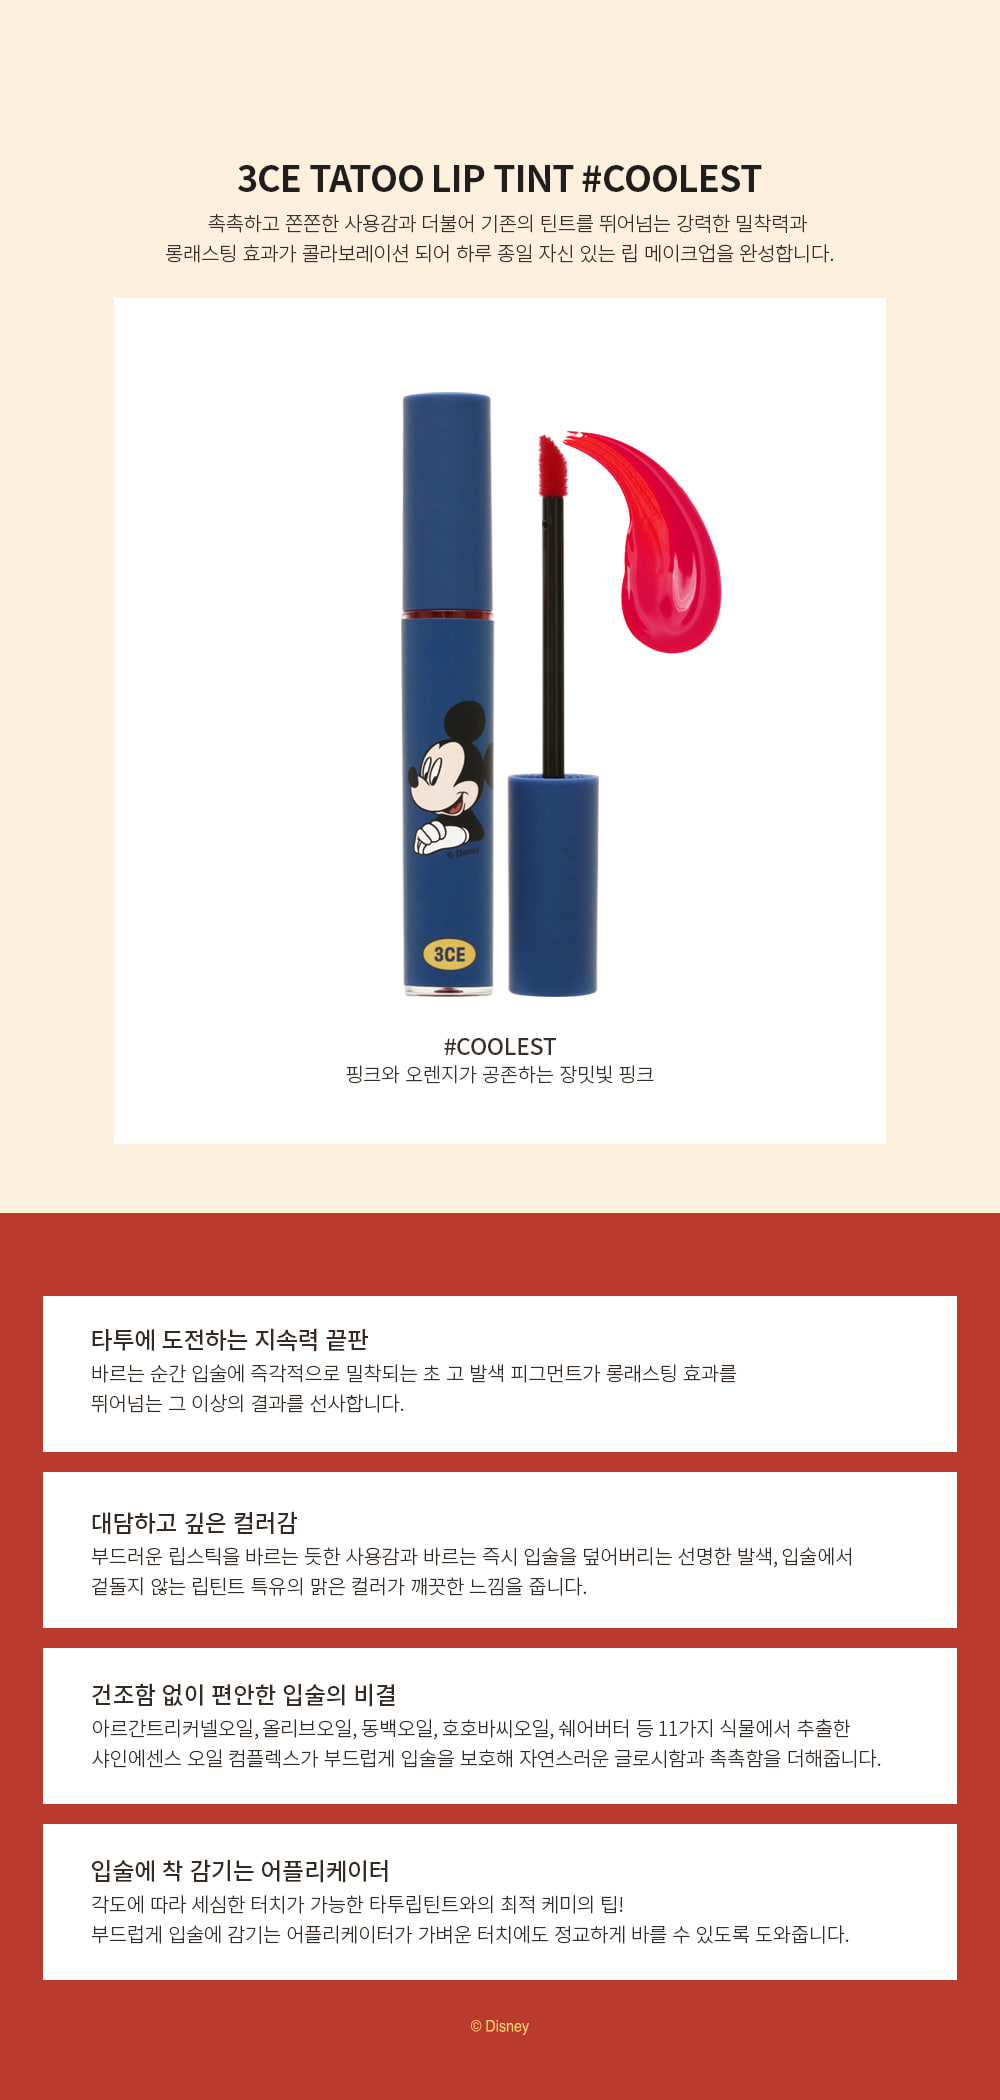 3CE TATOO LIP TINT #COOLEST
촉촉하고 쫀쫀한 사용감과 더불어 기존의 틴트를 뛰어넘는 강력한 밀착력과
롱래스팅 효과가 콜라보레이션 되어 하루 종일 자신 있는 립 메이크업을 완성합니다.
© Disney
3CE
#COOLEST
핑크와 오렌지가 공존하는 장밋빛 핑크
타투에 도전하는 지속력 끝판
바르는 순간 입술에 즉각적으로 밀착되는 초 고 발색 피그먼트가 롱래스팅 효과를
뛰어넘는 그 이상의 결과를 선사합니다.
대담하고 깊은 컬러감
부드러운 립스틱을 바르는 듯한 사용감과 바르는 즉시 입술을 덮어버리는 선명한 발색, 입술에서
겉돌지 않는 립틴트 특유의 맑은 컬러가 깨끗한 느낌을 줍니다.
건조함 없이 편안한 입술의 비결
아르간트리커넬오일, 올리브오일, 동백오일, 호호바씨오일, 쉐어버터 등 11가지 식물에서 추출한
샤인에센스 오일 컴플렉스가 부드럽게 입술을 보호해 자연스러운 글로시함과 촉촉함을 더해줍니다.
입술에 착 감기는 어플리케이터
각도에 따라 세심한 터치가 가능한 타투립틴트와의 최적 케미의 팁!
부드럽게 입술에 감기는 어플리케이터가 가벼운 터치에도 정교하게 바를 수 있도록 도와줍니다.
© Disney